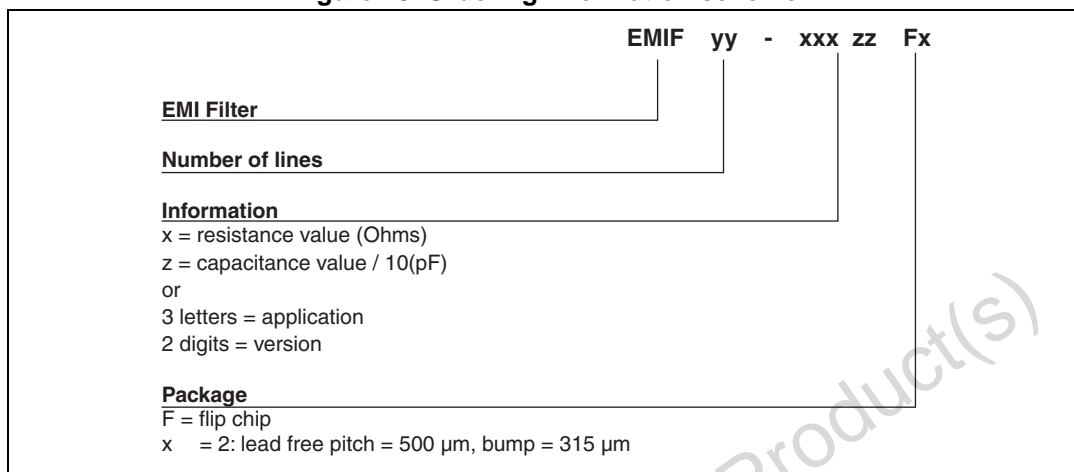 EMIF yy - xxx zz Fx
EMI Filter
Number of lines
Information
x = resistance value (Ohms)
z = capacitance value / 10(pF)
or
3 letters = application
2 digits = version
Package
F = flip chip
x = 2: lead free pitch = 500 µm, bump = 315 µm
Product(s)